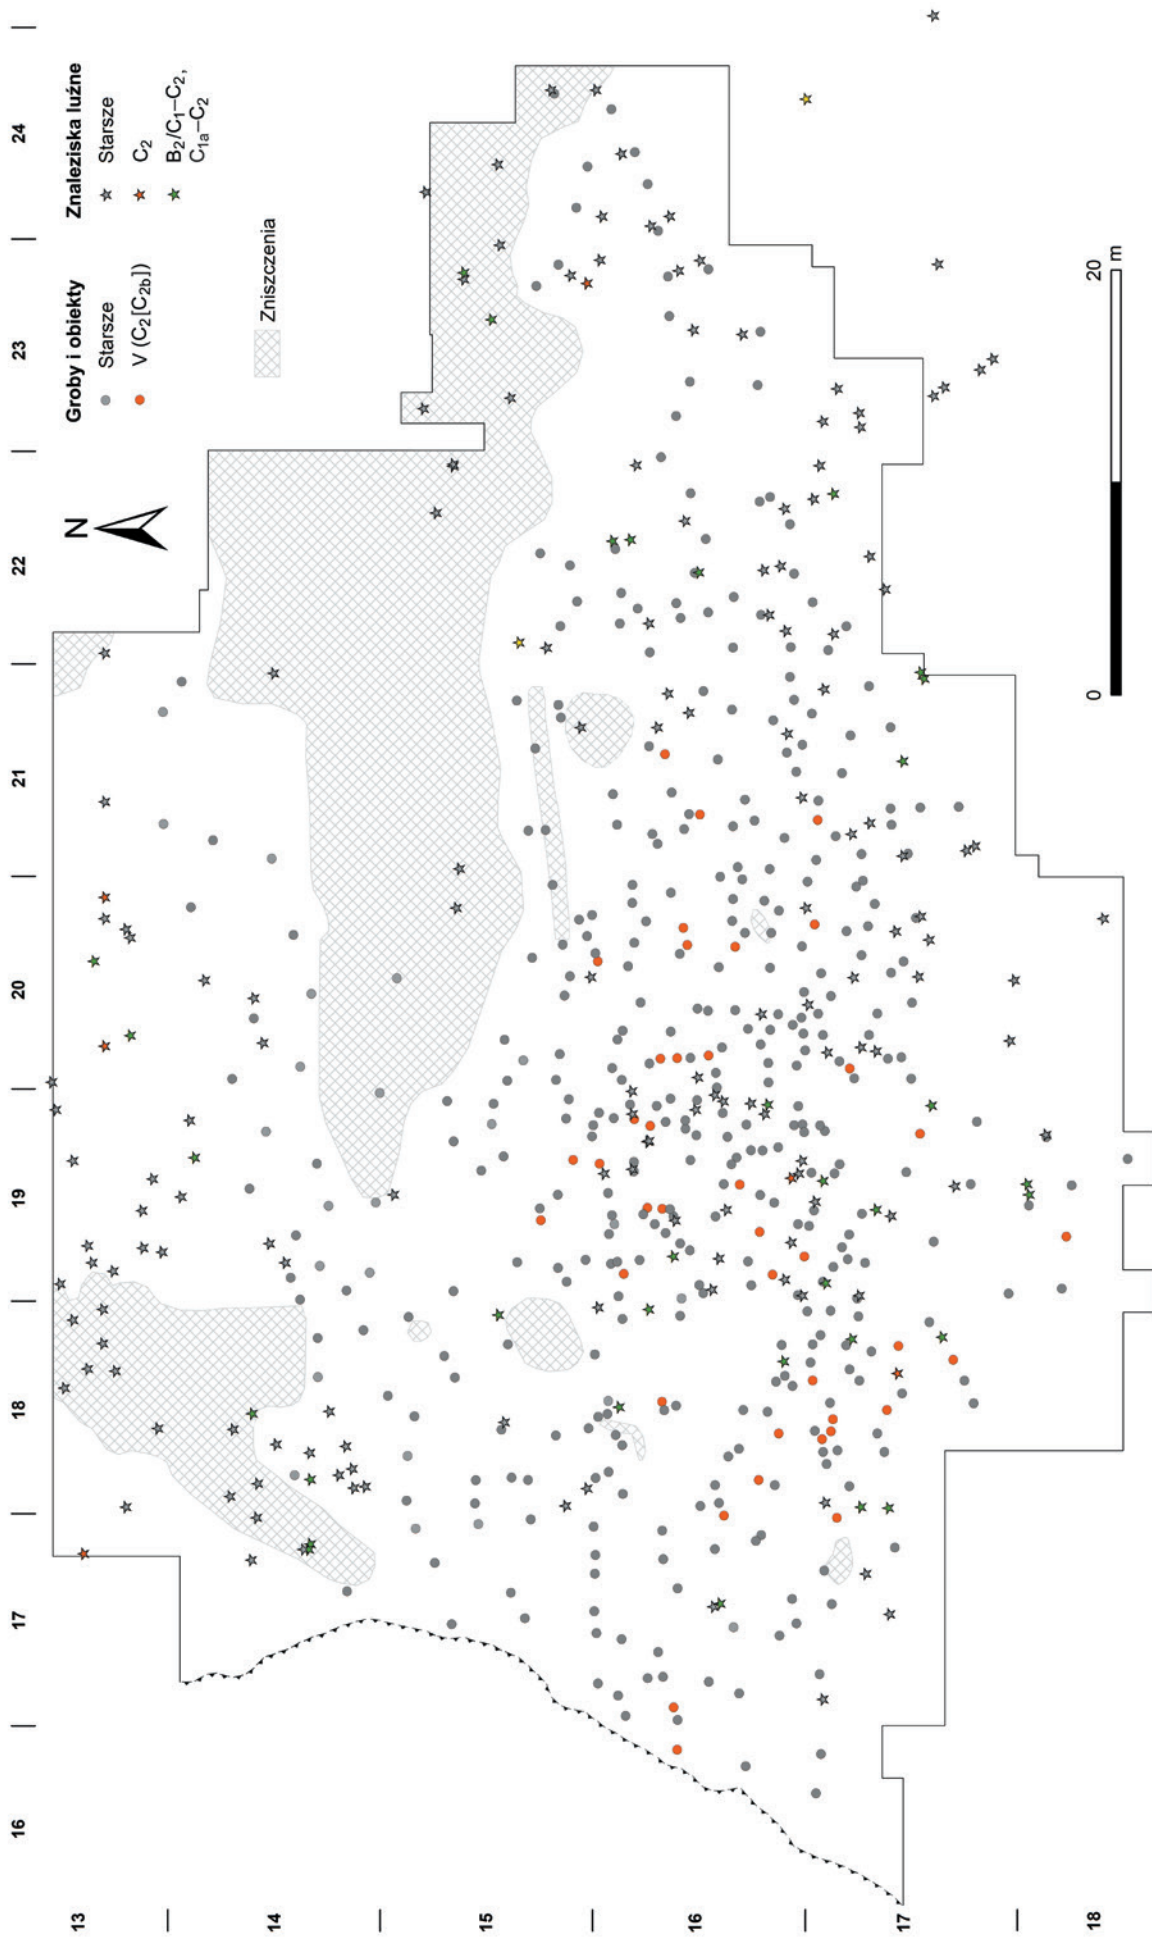 Groby i obiekty
Starsze
V (C₂[C₂b])
Znaleziska luźne
Starsze
C₂
B₂/C₁–C₂,
C₁ₐ–C₂
Zniszczenia
N
16
17
18
19
20
21
22
23
24
13
14
15
16
17
18
0
20 m